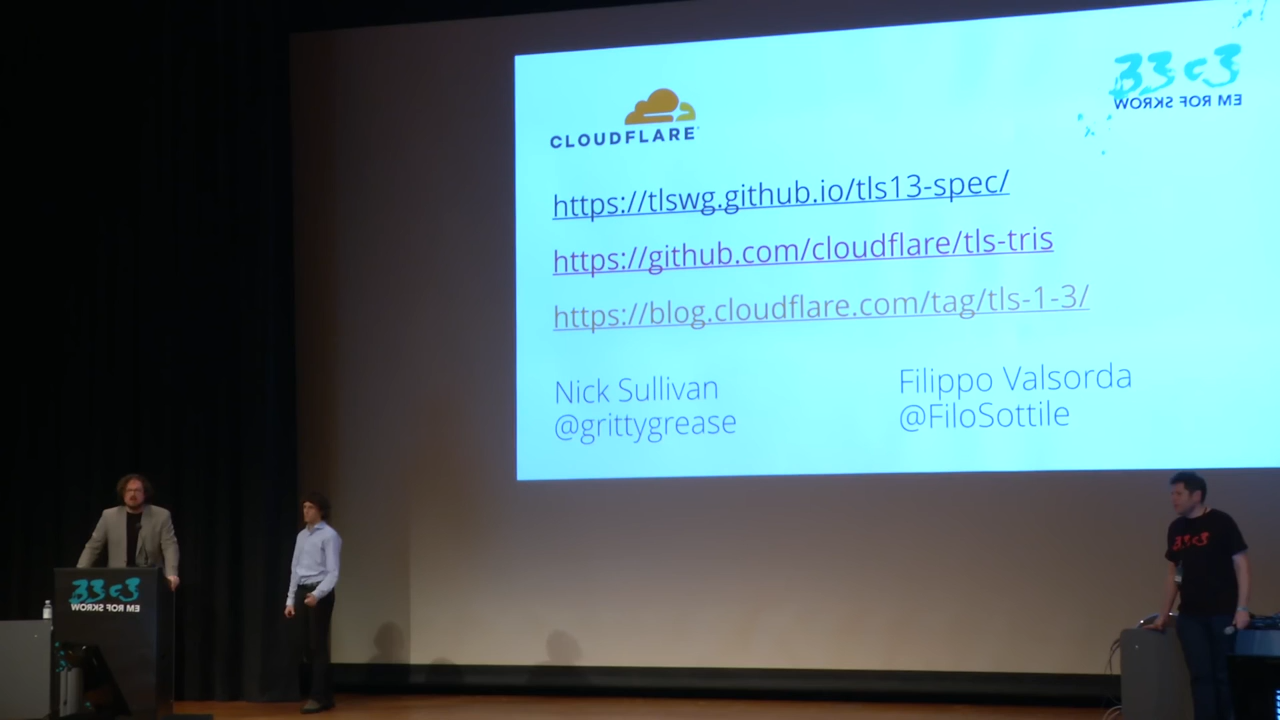 CLOUDFLARE
33c3
WORKS FOR ME
https://tlswg.github.io/tls13-spec/
https://github.com/cloudflare/tls-tris
https://blog.cloudflare.com/tag/tls-1-3/
Nick Sullivan
@grittygrease
Filippo Valsorda
@FiloSottile
33c3
WORKS FOR ME
33c3